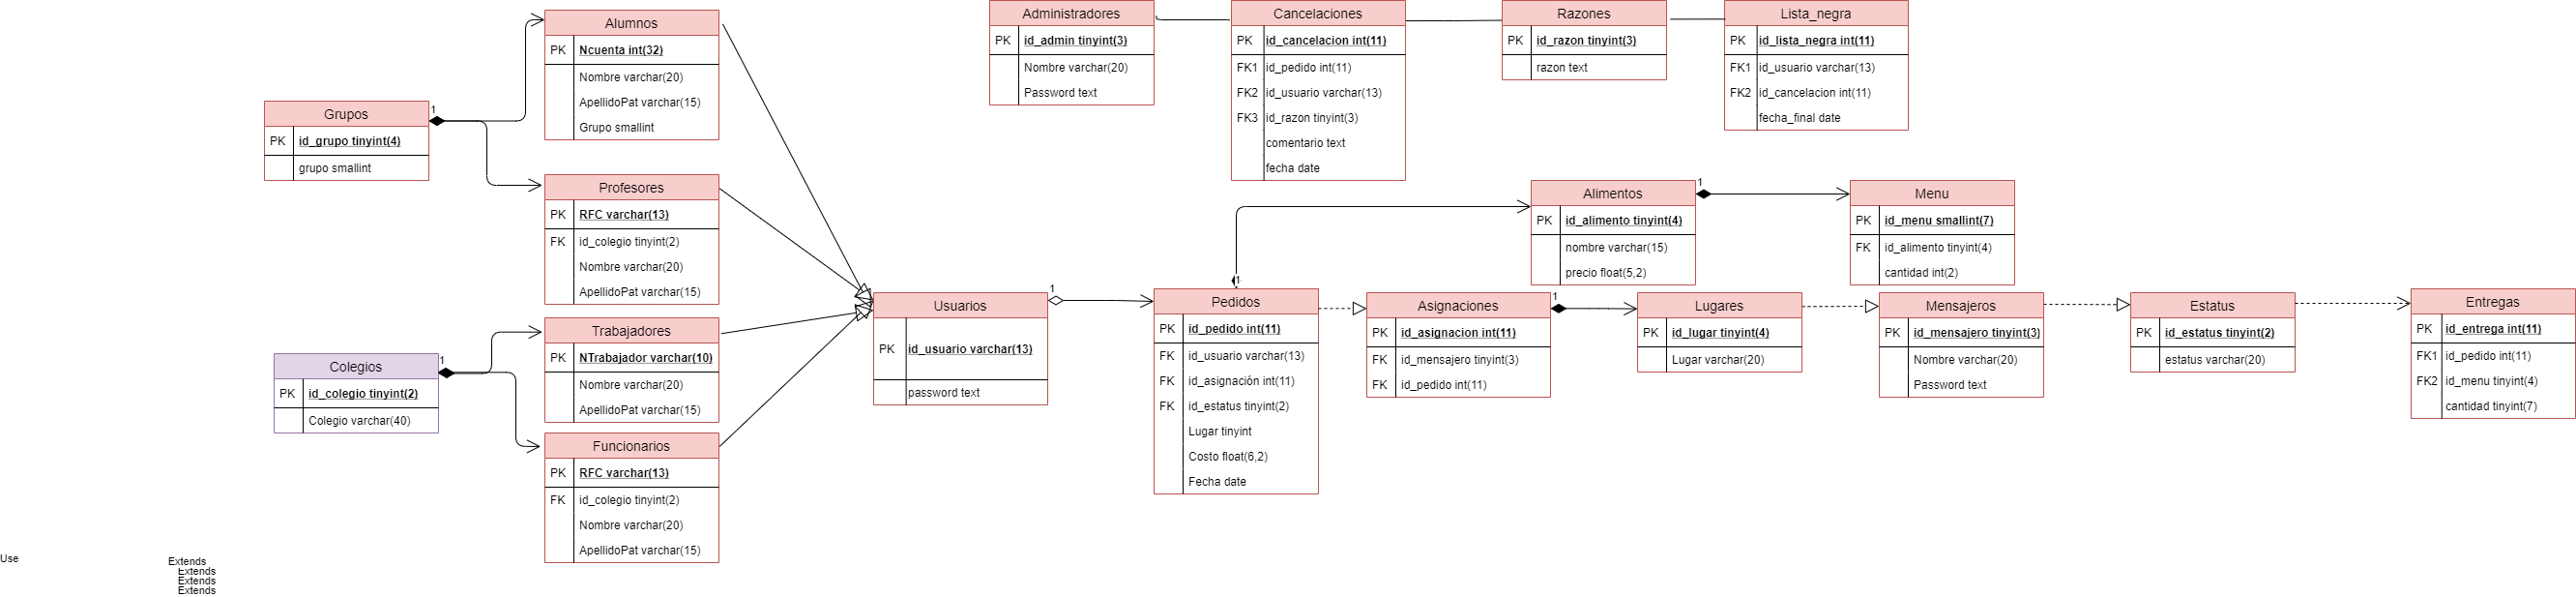 Grupos
PK id_grupo tinyint(4)
grupo smallint
Colegios
PK id_colegio tinyint(2)
Colegio varchar(40)
Alumnos
PK Ncuenta int(32)
Nombre varchar(20)
ApellidoPat varchar(15)
Grupo smallint
Profesores
PK RFC varchar(13)
FK id_colegio tinyint(2)
Nombre varchar(20)
ApellidoPat varchar(15)
Trabajadores
PK NTrabajador varchar(10)
Nombre varchar(20)
ApellidoPat varchar(15)
Funcionarios
PK RFC varchar(13)
FK id_colegio tinyint(2)
Nombre varchar(20)
ApellidoPat varchar(15)
Usuarios
PK id_usuario varchar(13)
password text
Administradores
PK id_admin tinyint(3)
Nombre varchar(20)
Password text
Cancelaciones
PK id_cancelacion int(11)
FK1 id_pedido int(11)
FK2 id_usuario varchar(13)
FK3 id_razon tinyint(3)
comentario text
fecha date
Razones
PK id_razon tinyint(3)
razon text
Lista_negra
PK id_lista_negra int(11)
FK1 id_usuario varchar(13)
FK2 id_cancelacion int(11)
fecha_final date
Alimentos
PK id_alimento tinyint(4)
nombre varchar(15)
precio float(5,2)
Menu
PK id_menu smallint(7)
FK id_alimento tinyint(4)
cantidad int(2)
Pedidos
PK id_pedido int(11)
FK id_usuario varchar(13)
FK id_asignación int(11)
FK id_estatus tinyint(2)
Lugar tinyint
Costo float(6,2)
Fecha date
Asignaciones
PK id_asignacion int(11)
FK id_mensajero tinyint(3)
FK id_pedido int(11)
Lugares
PK id_lugar tinyint(4)
Lugar varchar(20)
Mensajeros
PK id_mensajero tinyint(3)
Nombre varchar(20)
Password text
Estatus
PK id_estatus tinyint(2)
estatus varchar(20)
Entregas
PK id_entrega int(11)
FK1 id_pedido int(11)
FK2 id_menu tinyint(4)
cantidad tinyint(7)
1
1
1
1
1
1
Use
Extends
Extends
Extends
Extends